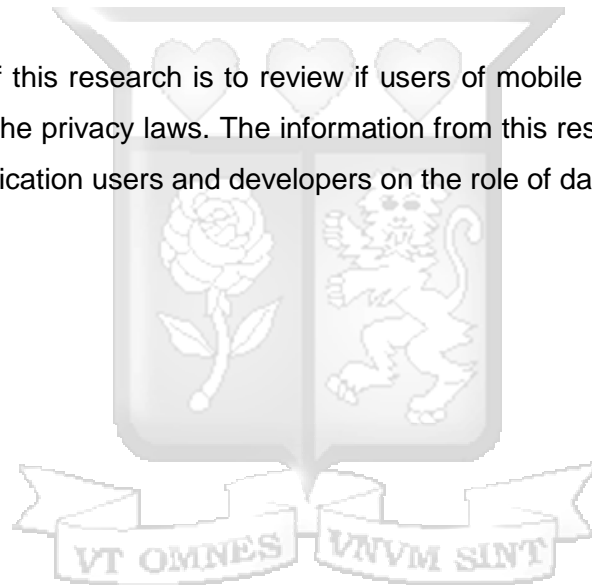 f this research is to review if users of mobile
he privacy laws. The information from this res
ication users and developers on the role of da
VT OMNES VNVM SINT